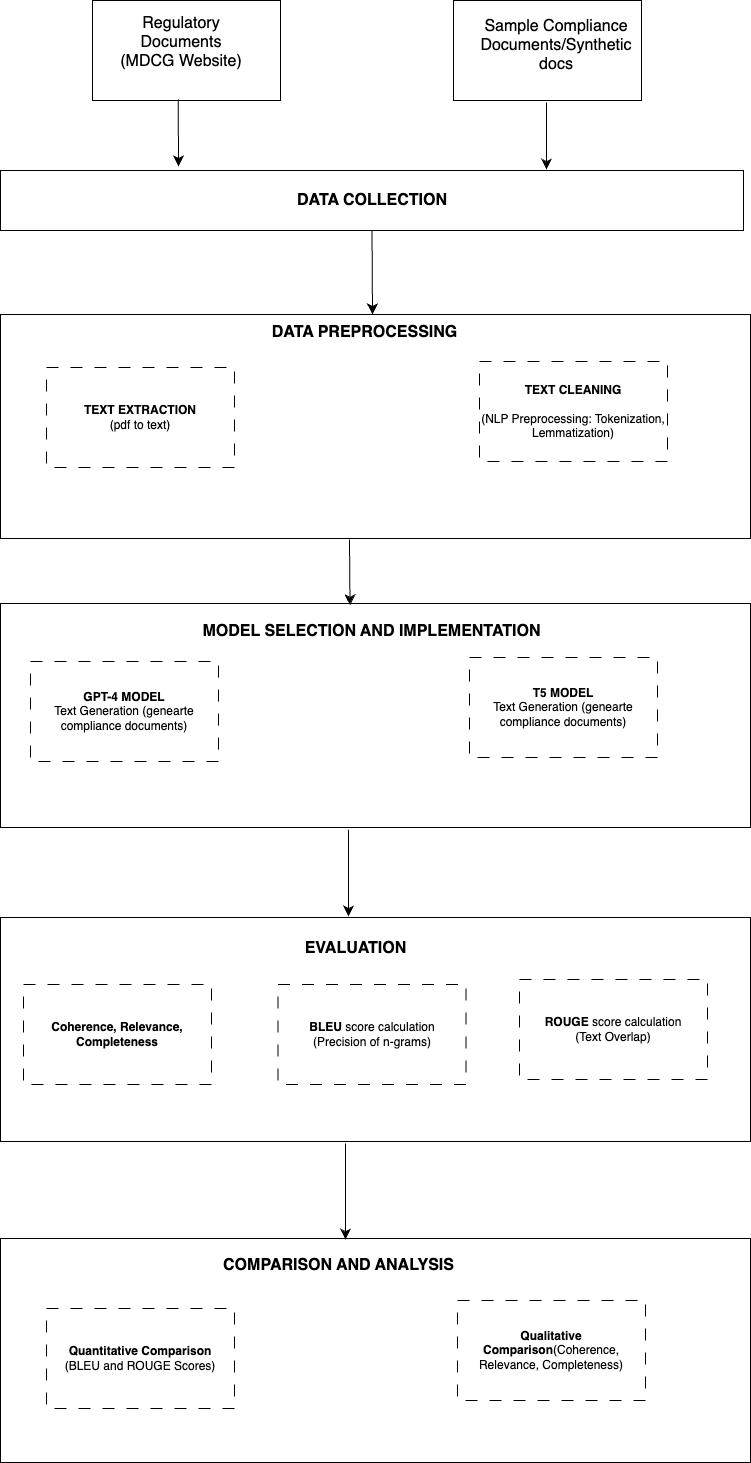 Regulatory
Documents
(MDCG Website)
Sample Compliance
Documents/Synthetic
docs
DATA COLLECTION
DATA PREPROCESSING
TEXT EXTRACTION
(pdf to text)
TEXT CLEANING
(NLP Preprocessing: Tokenization,
Lemmatization)
MODEL SELECTION AND IMPLEMENTATION
GPT-4 MODEL
Text Generation (genearte
compliance documents)
T5 MODEL
Text Generation (genearte
compliance documents)
EVALUATION
Coherence, Relevance,
Completeness
BLEU score calculation
(Precision of n-grams)
ROUGE score calculation
(Text Overlap)
COMPARISON AND ANALYSIS
Quantitative Comparison
(BLEU and ROUGE Scores)
Qualitative
Comparison(Coherence,
Relevance, Completeness)